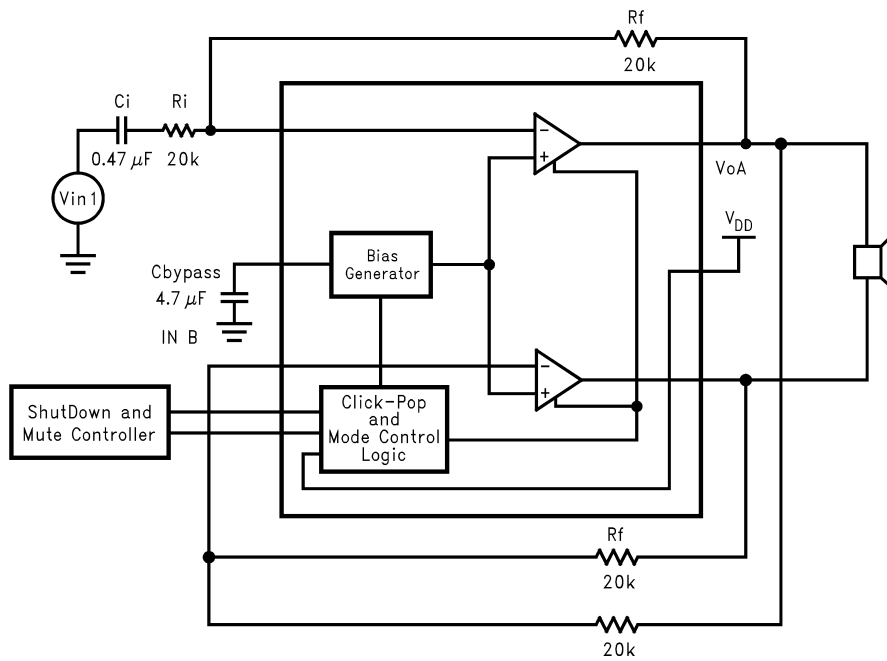 Rf
20k
Ci
Ri
0.47 μF
20k
Vin1
VoA
VDD
Bias
Generator
Cbypass
4.7 μF
IN B
ShutDown and
Mute Controller
Click-Pop
and
Mode Control
Logic
−
+
−
+
Rf
20k
20k